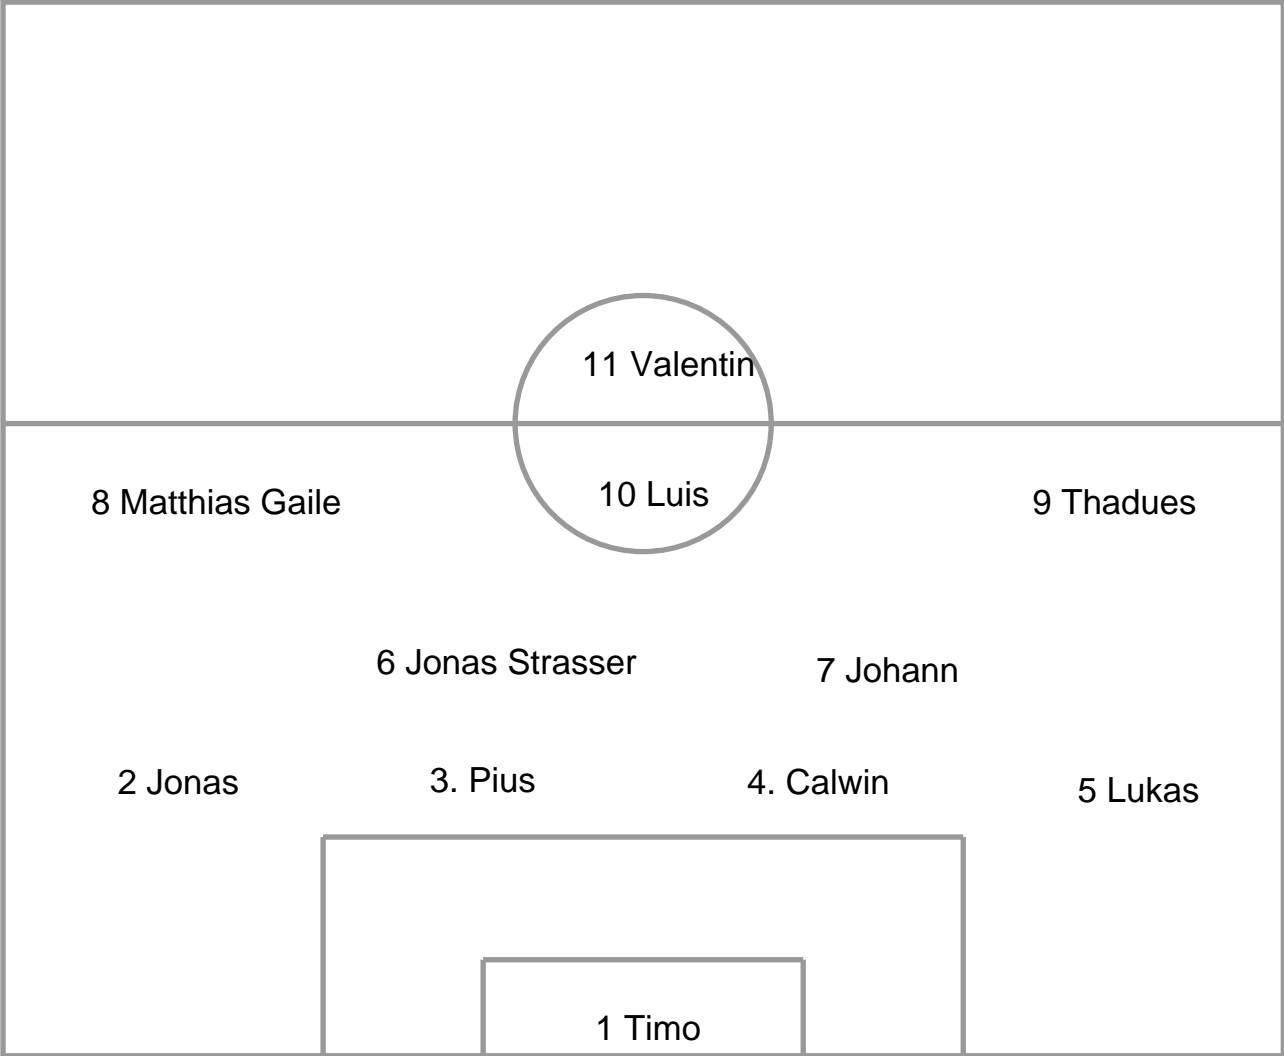 11 Valentin
8 Matthias Gaile
10 Luis
9 Thadues
6 Jonas Strasser
7 Johann
2 Jonas
3. Pius
4. Calwin
5 Lukas
1 Timo